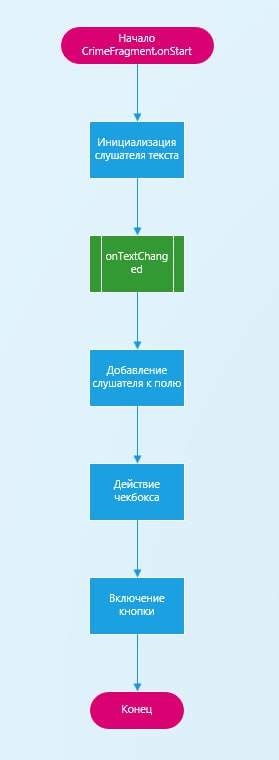 Начало
CrimeFragment.onStart
Инициализация
слушателя текста
onTextChang
ed
Добавление
слушателя к полю
Действие
чекбокса
Включение
кнопки
Конец